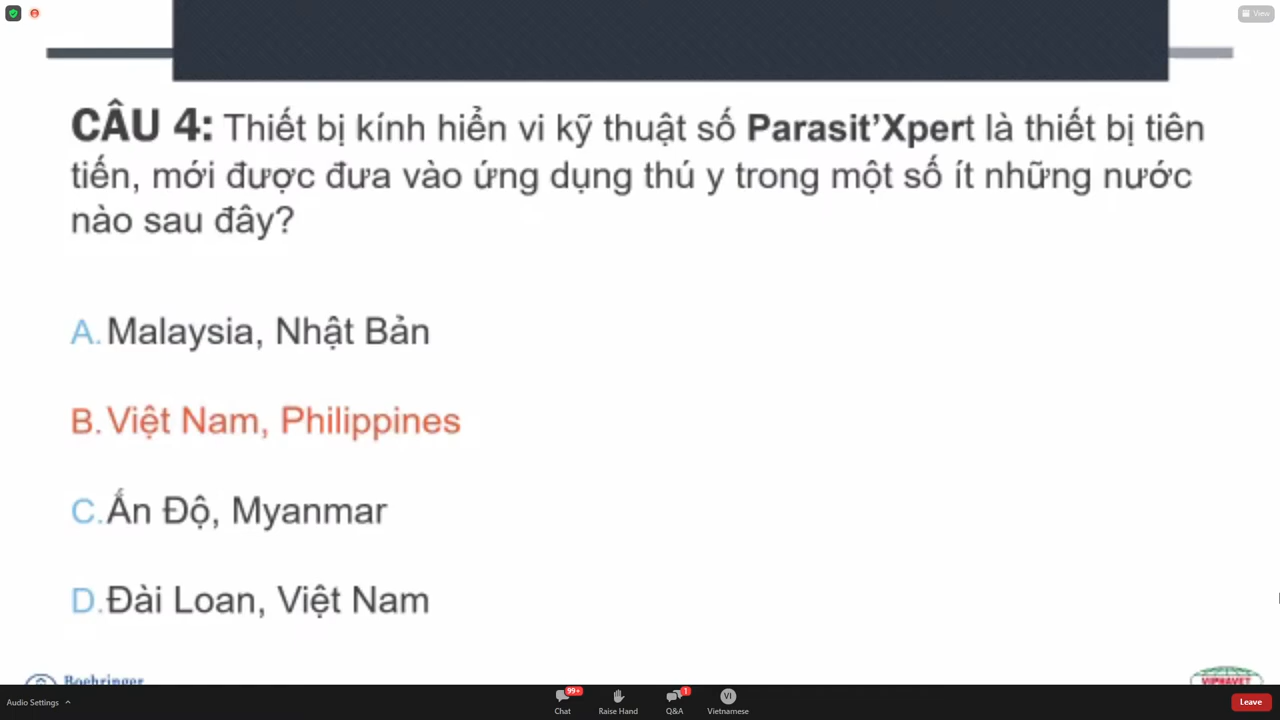 View
CÂU 4: Thiết bị kính hiển vi kỹ thuật số Parasit’Xpert là thiết bị tiên
tiến, mới được đưa vào ứng dụng thú y trong một số ít những nước
nào sau đây?
A. Malaysia, Nhật Bản
B. Việt Nam, Philippines
C. Ấn Độ, Myanmar
D. Đài Loan, Việt Nam
Boehringer
VIPHAVET
Audio Settings
99+
1
VI
Chat
Raise Hand
Q&A
Vietnamese
Leave